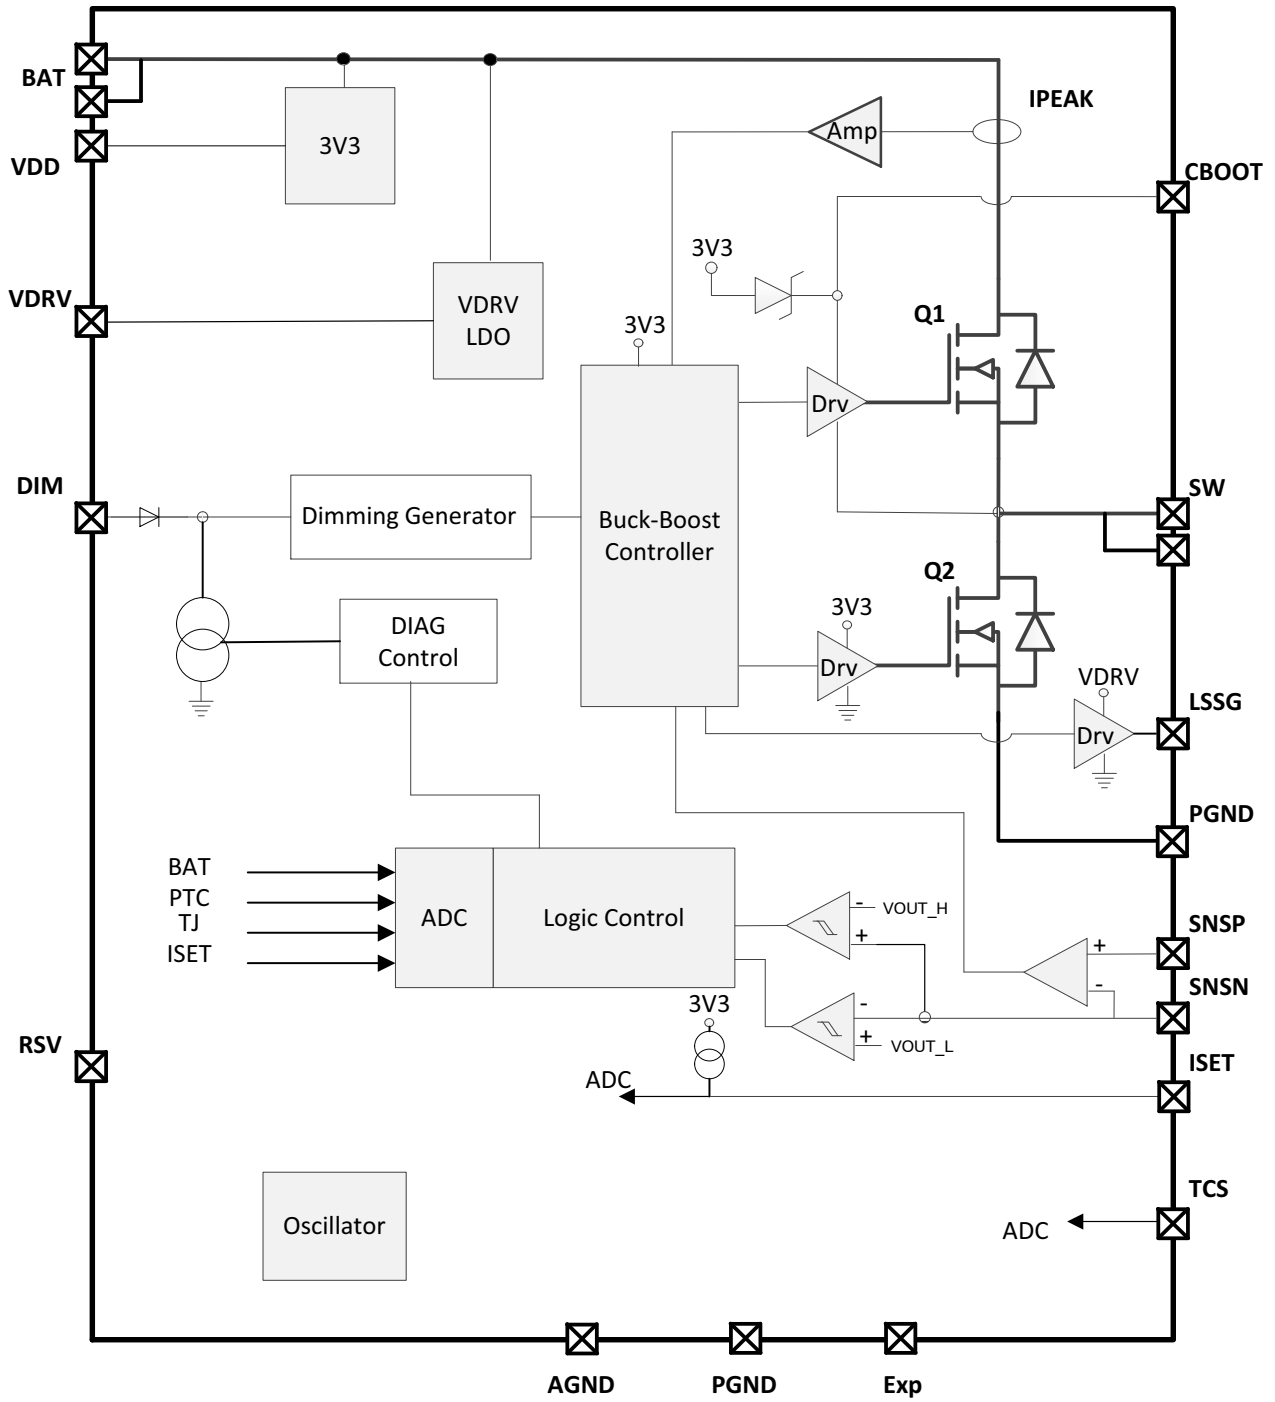 BAT
IPEAK
Amp
3V3
VDD
CBOOT
3V3
VDRV
VDRV
LDO
Q1
3V3
Drv
DIM
Dimming Generator
Buck-Boost
Controller
SW
Q2
3V3
DIAG
Control
Drv
VDRV
LSSG
Drv
PGND
BAT
PTC
TJ
ISET
ADC
Logic Control
- VOUT_H
+
+
-
SNSP
SNSN
3V3
-
+ VOUT_L
RSV
ADC
ISET
TCS
ADC
Oscillator
AGND
PGND
Exp